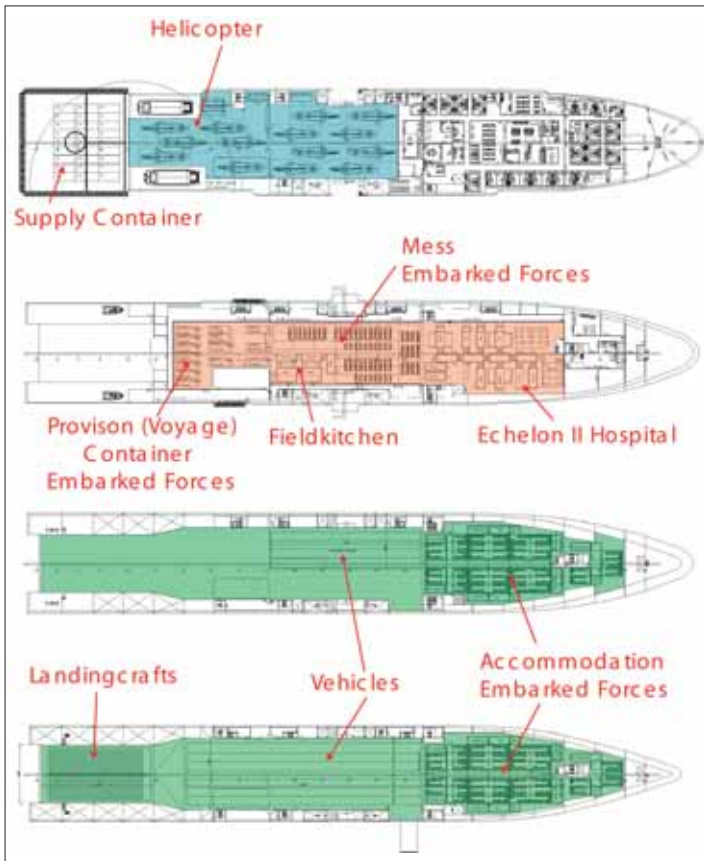 Helicopter
Supply Container
Mess
Embarked Forces
Provison (Voyage)
Container
Embarked Forces
Fieldkitchen
Echelon II Hospital
Landingcrafts
Vehicles
Accommodation
Embarked Forces